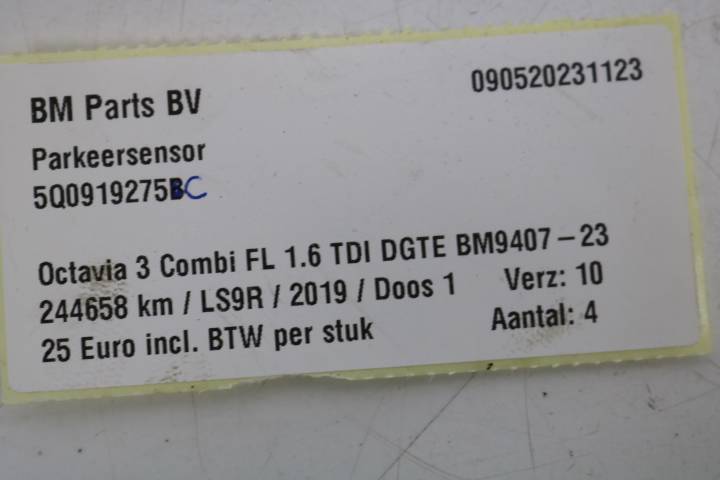 BM Parts BV 090520231123
Parkeersensor
5Q0919275BC
Octavia 3 Combi FL 1.6 TDI DGTE BM9407-23
244658 km / LS9R / 2019 / Doos 1 Verz: 10
25 Euro incl. BTW per stuk Aantal: 4